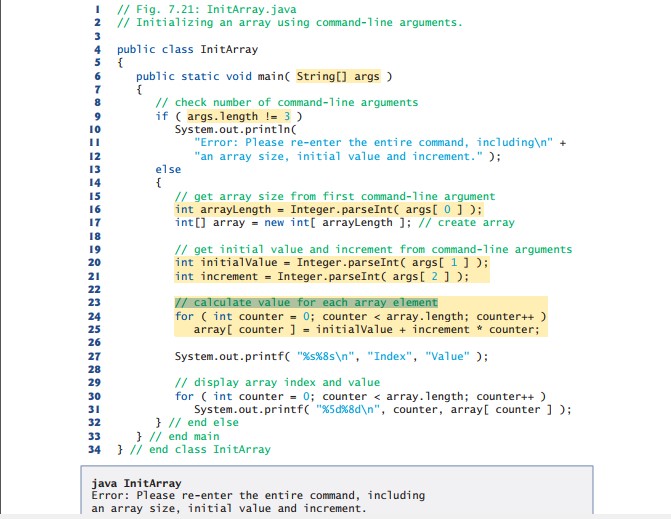 1 // Fig. 7.21: InitArray.java
2 // Initializing an array using command-line arguments.
3
4 public class InitArray
5 {
6 public static void main( String[] args )
7 {
8 // check number of command-line arguments
9 if ( args.length != 3 )
10 System.out.println(
11 "Error: Please re-enter the entire command, including\n" +
12 "an array size, initial value and increment." );
13 else
14 {
15 // get array size from first command-line argument
16 int arrayLength = Integer.parseInt( args[ 0 ] );
17 int[] array = new int[ arrayLength ]; // create array
18
19 // get initial value and increment from command-line arguments
20 int initialValue = Integer.parseInt( args[ 1 ] );
21 int increment = Integer.parseInt( args[ 2 ] );
22
23 // calculate value for each array element
24 for ( int counter = 0; counter < array.length; counter++ )
25 array[ counter ] = initialValue + increment * counter;
26
27 System.out.printf( "%s%8s\n", "Index", "Value" );
28
29 // display array index and value
30 for ( int counter = 0; counter < array.length; counter++ )
31 System.out.printf( "%5d%8d\n", counter, array[ counter ] );
32 } // end else
33 } // end main
34 } // end class InitArray
java InitArray
Error: Please re-enter the entire command, including
an array size, initial value and increment.